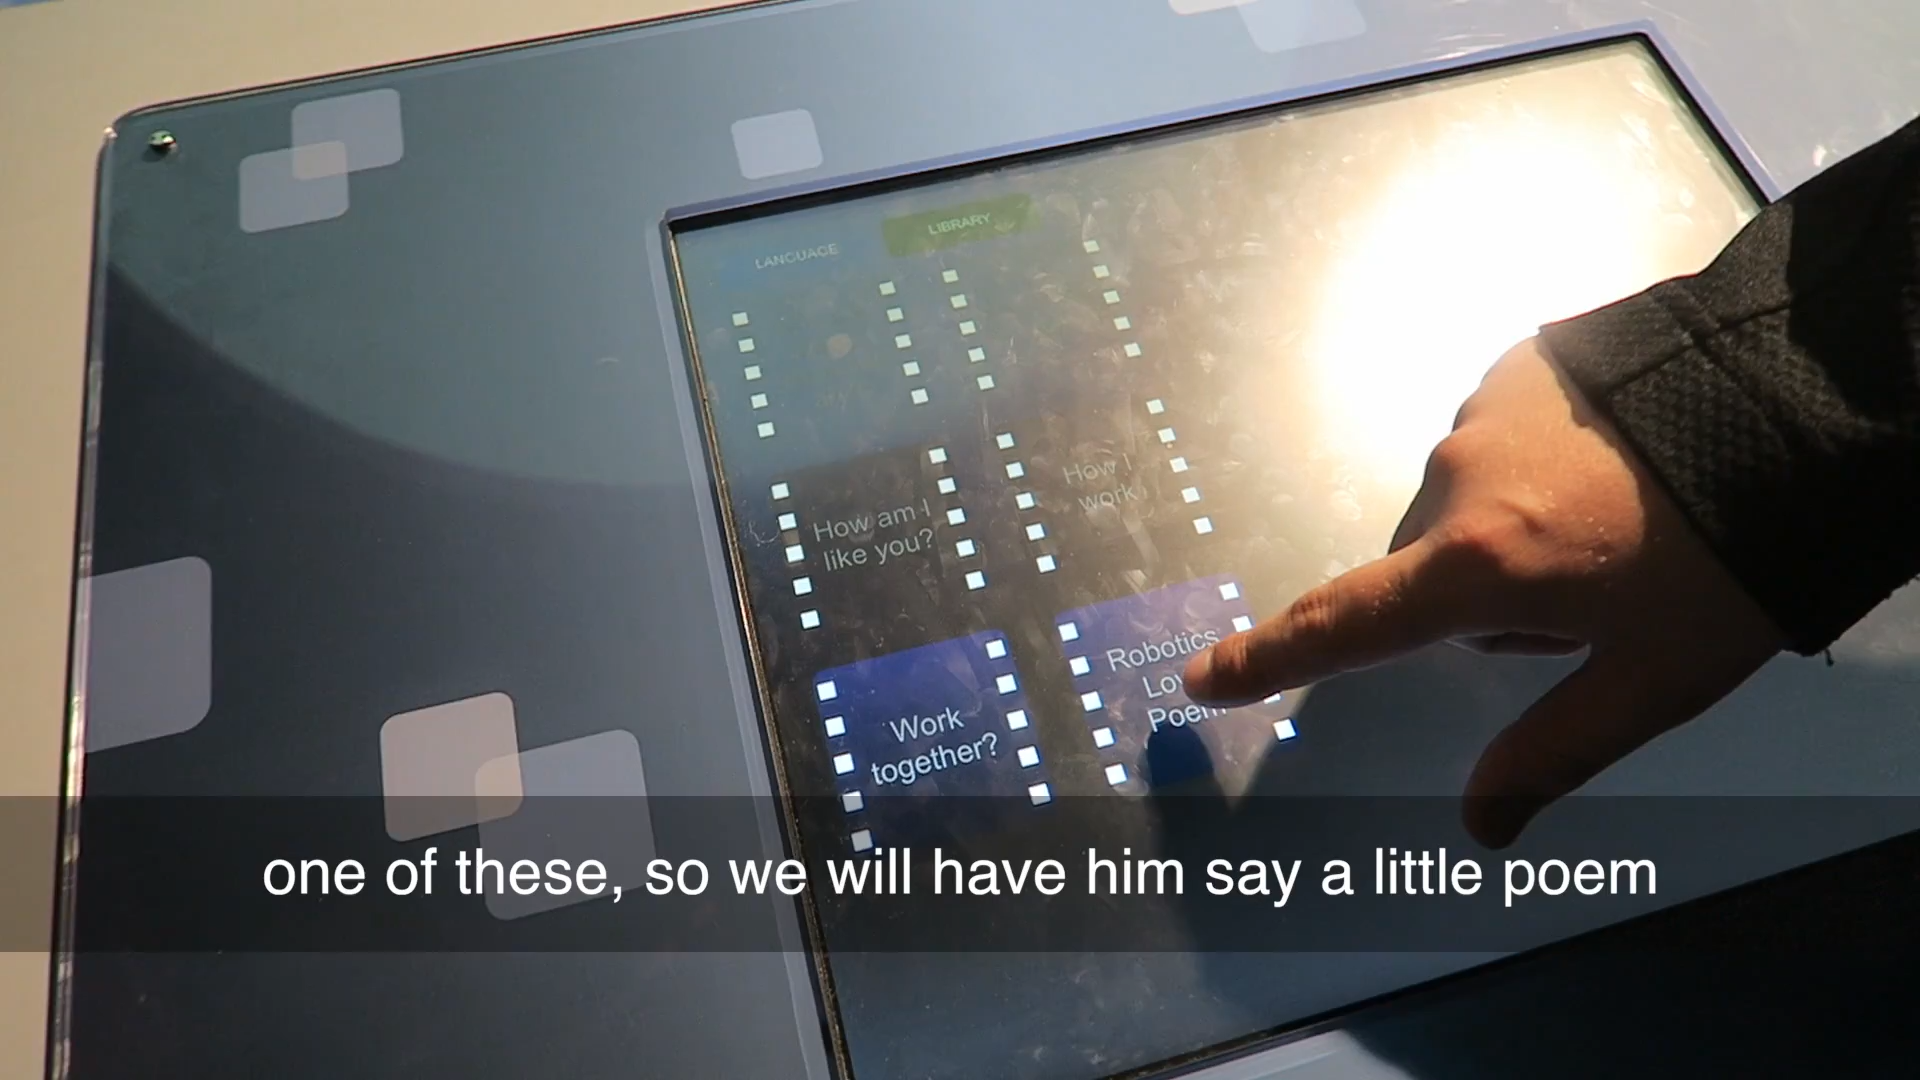 LANGUAGE
LIBRARY
How am I
like you?
How I
work
Work
together?
Robotics
Poem
one of these, so we will have him say a little poem